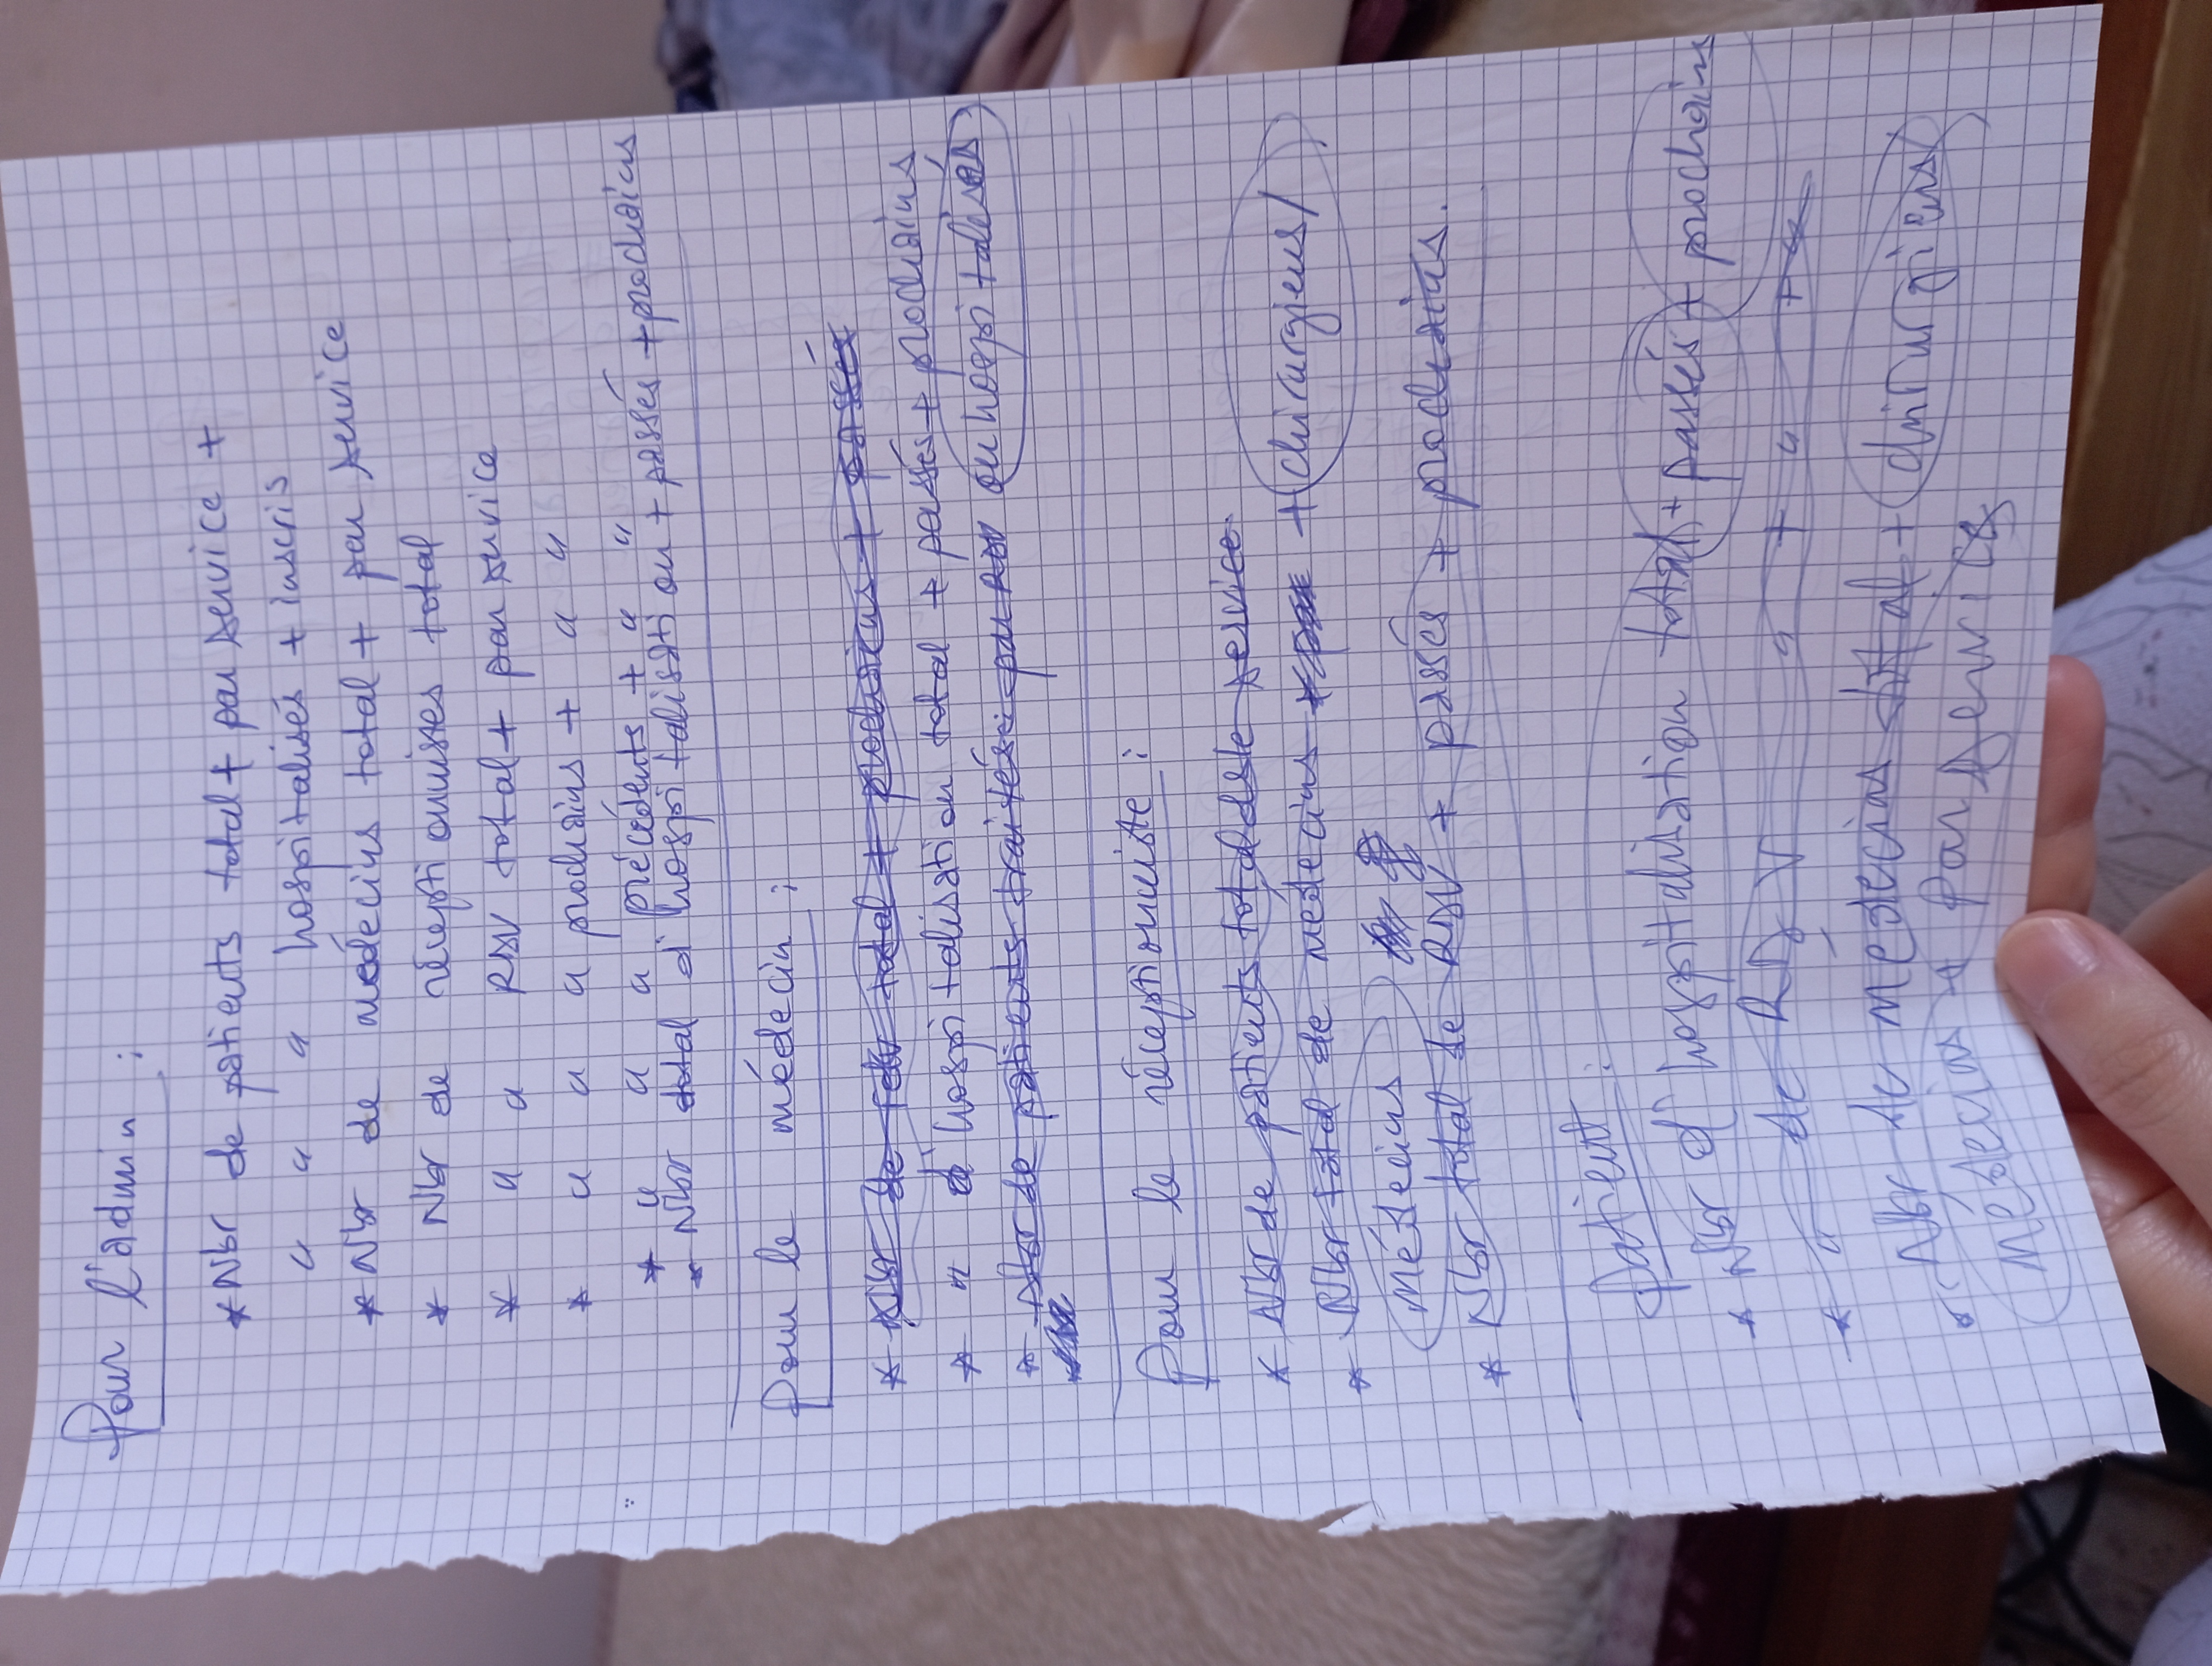 Pour l'admin :
* Nbr de patients total + par service +
" " " hospitalisés + inscris
* Nbr de médecins total + par service
* Nbr de réceptionnistes total
* " " RDV total + par service
* " " " prochains + " "
* " " " précédents + " "
* Nbr total d'hospitalisation + passés + prochains
Pour le médecin :
* Nbr de rdv total + prochains + passés
* " d'hospitalisation total + passés + prochains
* Nbr de patients traités par RDV ou hospitalisés
Pour le réceptionniste :
* Nbr de patients total ds le service.
* Nbr total de médecins + par + chirurgiens/
médecins
* Nbr total de RDV + passés + prochains.
Patient :
* Nbr d'hospitalisation total + passés + prochains
* " de RDV " + " + "
* Nbr de médecins total + chirurgiens/
médecins + par service